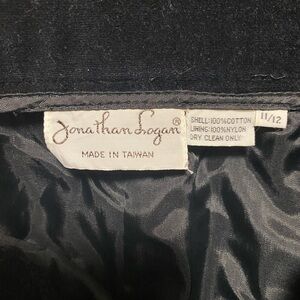 Jonathan Logan®
MADE IN TAIWAN
SHELL:100%COTTON
LINING:100%NYLON
DRY CLEAN ONLY
11/12